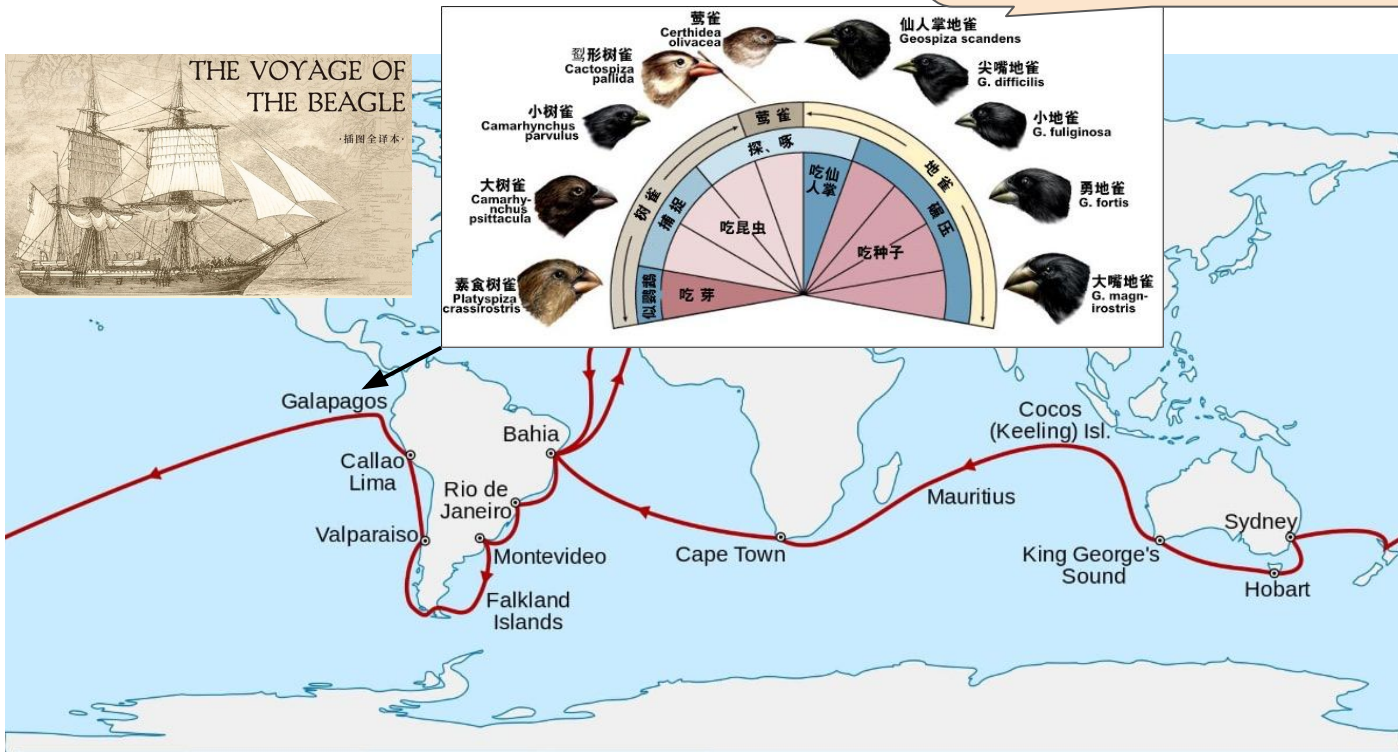 THE VOYAGE OF
THE BEAGLE
·插图全译本·
莺雀
Certhidea
olivacea
仙人掌地雀
Geospiza scandens
䴕形树雀
Cactospiza
pallida
尖嘴地雀
G. difficilis
小树雀
Camarhynchus
parvulus
小地雀
G. fuliginosa
大树雀
Camarhy-
nchus
psittacula
勇地雀
G. fortis
素食树雀
Platyspiza
crassirostris
大嘴地雀
G. magn-
irostris
莺雀
树雀
地雀
探、啄
捕捉
似鹦鹉
碾压
吃仙
人掌
吃昆虫
吃种子
吃芽
Galapagos
Callao
Lima
Valparaiso
Bahia
Rio de
Janeiro
Montevideo
Falkland
Islands
Cape Town
Mauritius
Cocos
(Keeling) Isl.
King George's
Sound
Sydney
Hobart